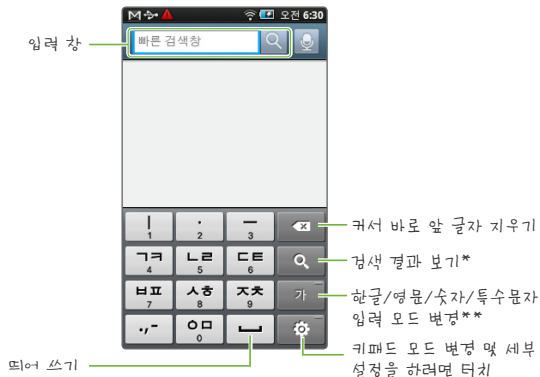 오전 6:30
입력 창
빠른 검색창
ㅣ 1
· 2
ㅡ 3
커서 바로 앞 글자 지우기
ㄱㅋ 4
ㄴㄹ 5
ㄷㅌ 6
검색 결과 보기*
ㅂㅍ 7
ㅅㅎ 8
ㅈㅊ 9
가
한글/영문/숫자/특수문자
입력 모드 변경**
.,-
ㅇㅁ 0
키패드 모드 변경 및 세부
설정을 하려면 터치
띄어 쓰기